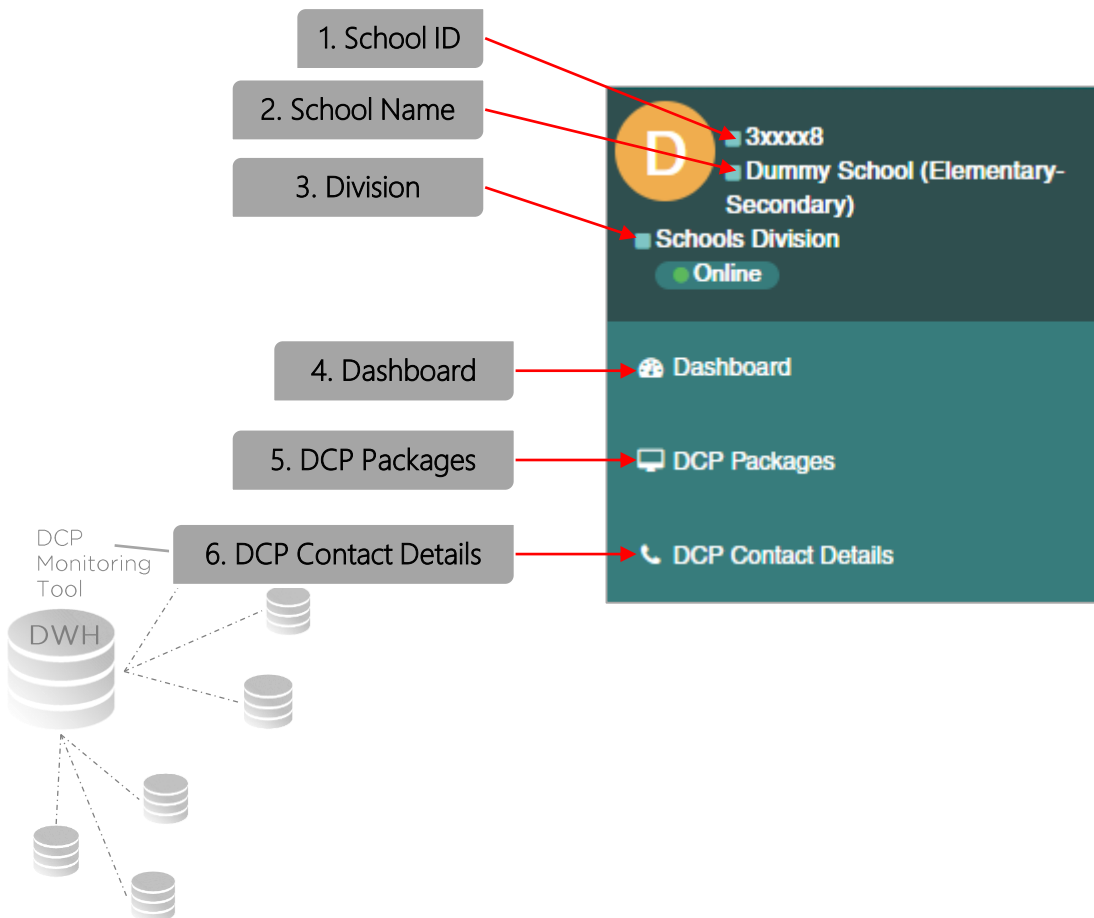 1. School ID
2. School Name
3. Division
4. Dashboard
5. DCP Packages
6. DCP Contact Details
D
3xxxx8
Dummy School (Elementary-
Secondary)
Schools Division
Online
Dashboard
DCP Packages
DCP Contact Details
DCP
Monitoring
Tool
DWH